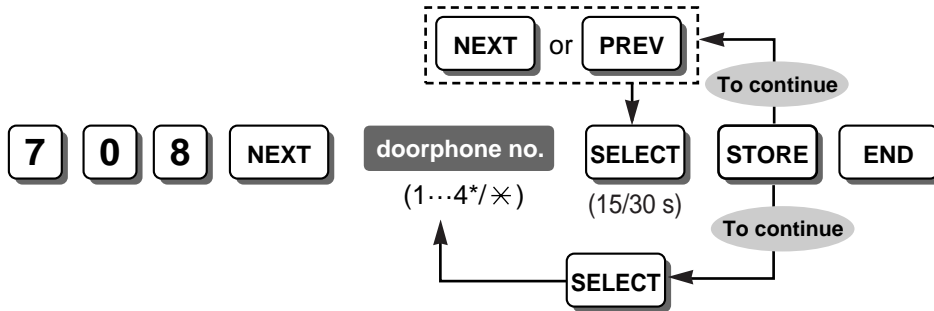 NEXT or PREV
To continue
7 0 8 NEXT doorphone no. SELECT STORE END
(1···4*/✳) (15/30 s)
To continue
SELECT